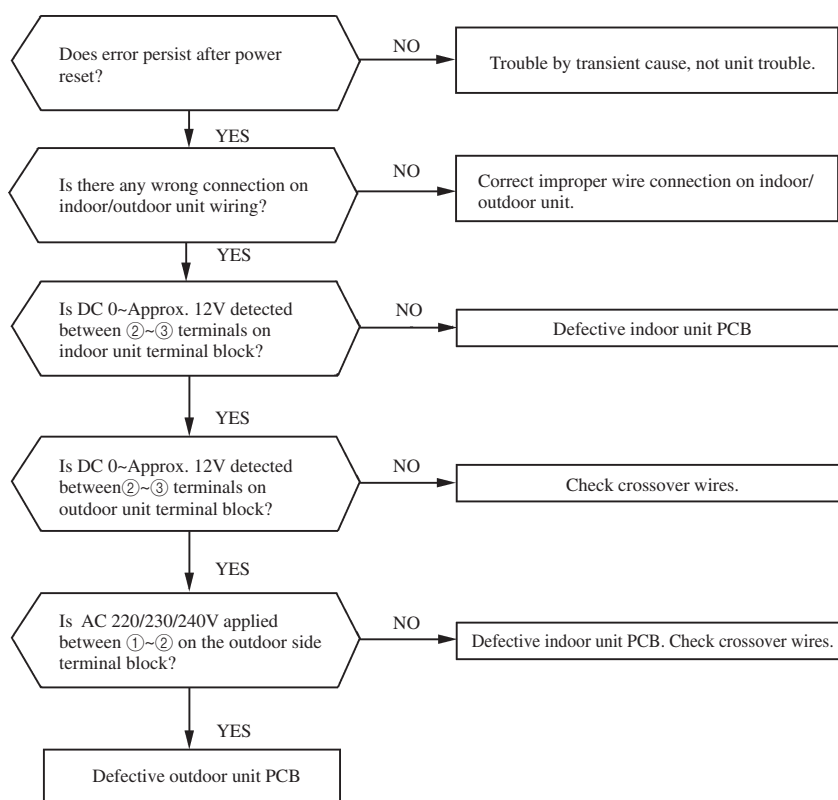 Does error persist after power
reset?
NO
Trouble by transient cause, not unit trouble.
YES
Is there any wrong connection on
indoor/outdoor unit wiring?
NO
Correct improper wire connection on indoor/
outdoor unit.
YES
Is DC 0~Approx. 12V detected
between ②~③ terminals on
indoor unit terminal block?
NO
Defective indoor unit PCB
YES
Is DC 0~Approx. 12V detected
between②~③ terminals on
outdoor unit terminal block?
NO
Check crossover wires.
YES
Is AC 220/230/240V applied
between ①~② on the outdoor side
terminal block?
NO
Defective indoor unit PCB. Check crossover wires.
YES
Defective outdoor unit PCB